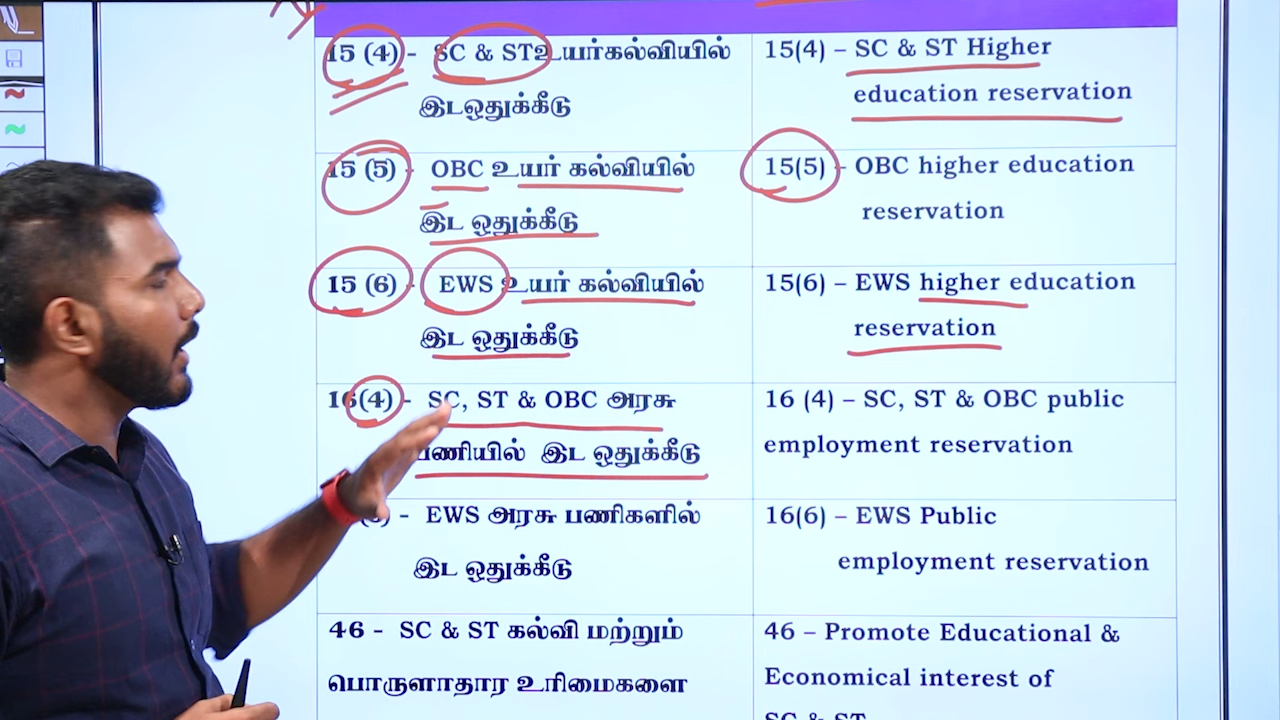 15 (4) - SC & ST உயர்கல்வியில்
இடஒதுக்கீடு
15(4) – SC & ST Higher
education reservation
15 (5) - OBC உயர் கல்வியில்
இட ஒதுக்கீடு
15(5) – OBC higher education
reservation
15 (6) - EWS உயர் கல்வியில்
இட ஒதுக்கீடு
15(6) – EWS higher education
reservation
16(4) - SC, ST & OBC அரசு
பணியில் இட ஒதுக்கீடு
16 (4) – SC, ST & OBC public
employment reservation
- EWS அரசு பணிகளில்
இட ஒதுக்கீடு
16(6) – EWS Public
employment reservation
46 - SC & ST கல்வி மற்றும்
பொருளாதார உரிமைகளை
46 – Promote Educational &
Economical interest of
SC & ST